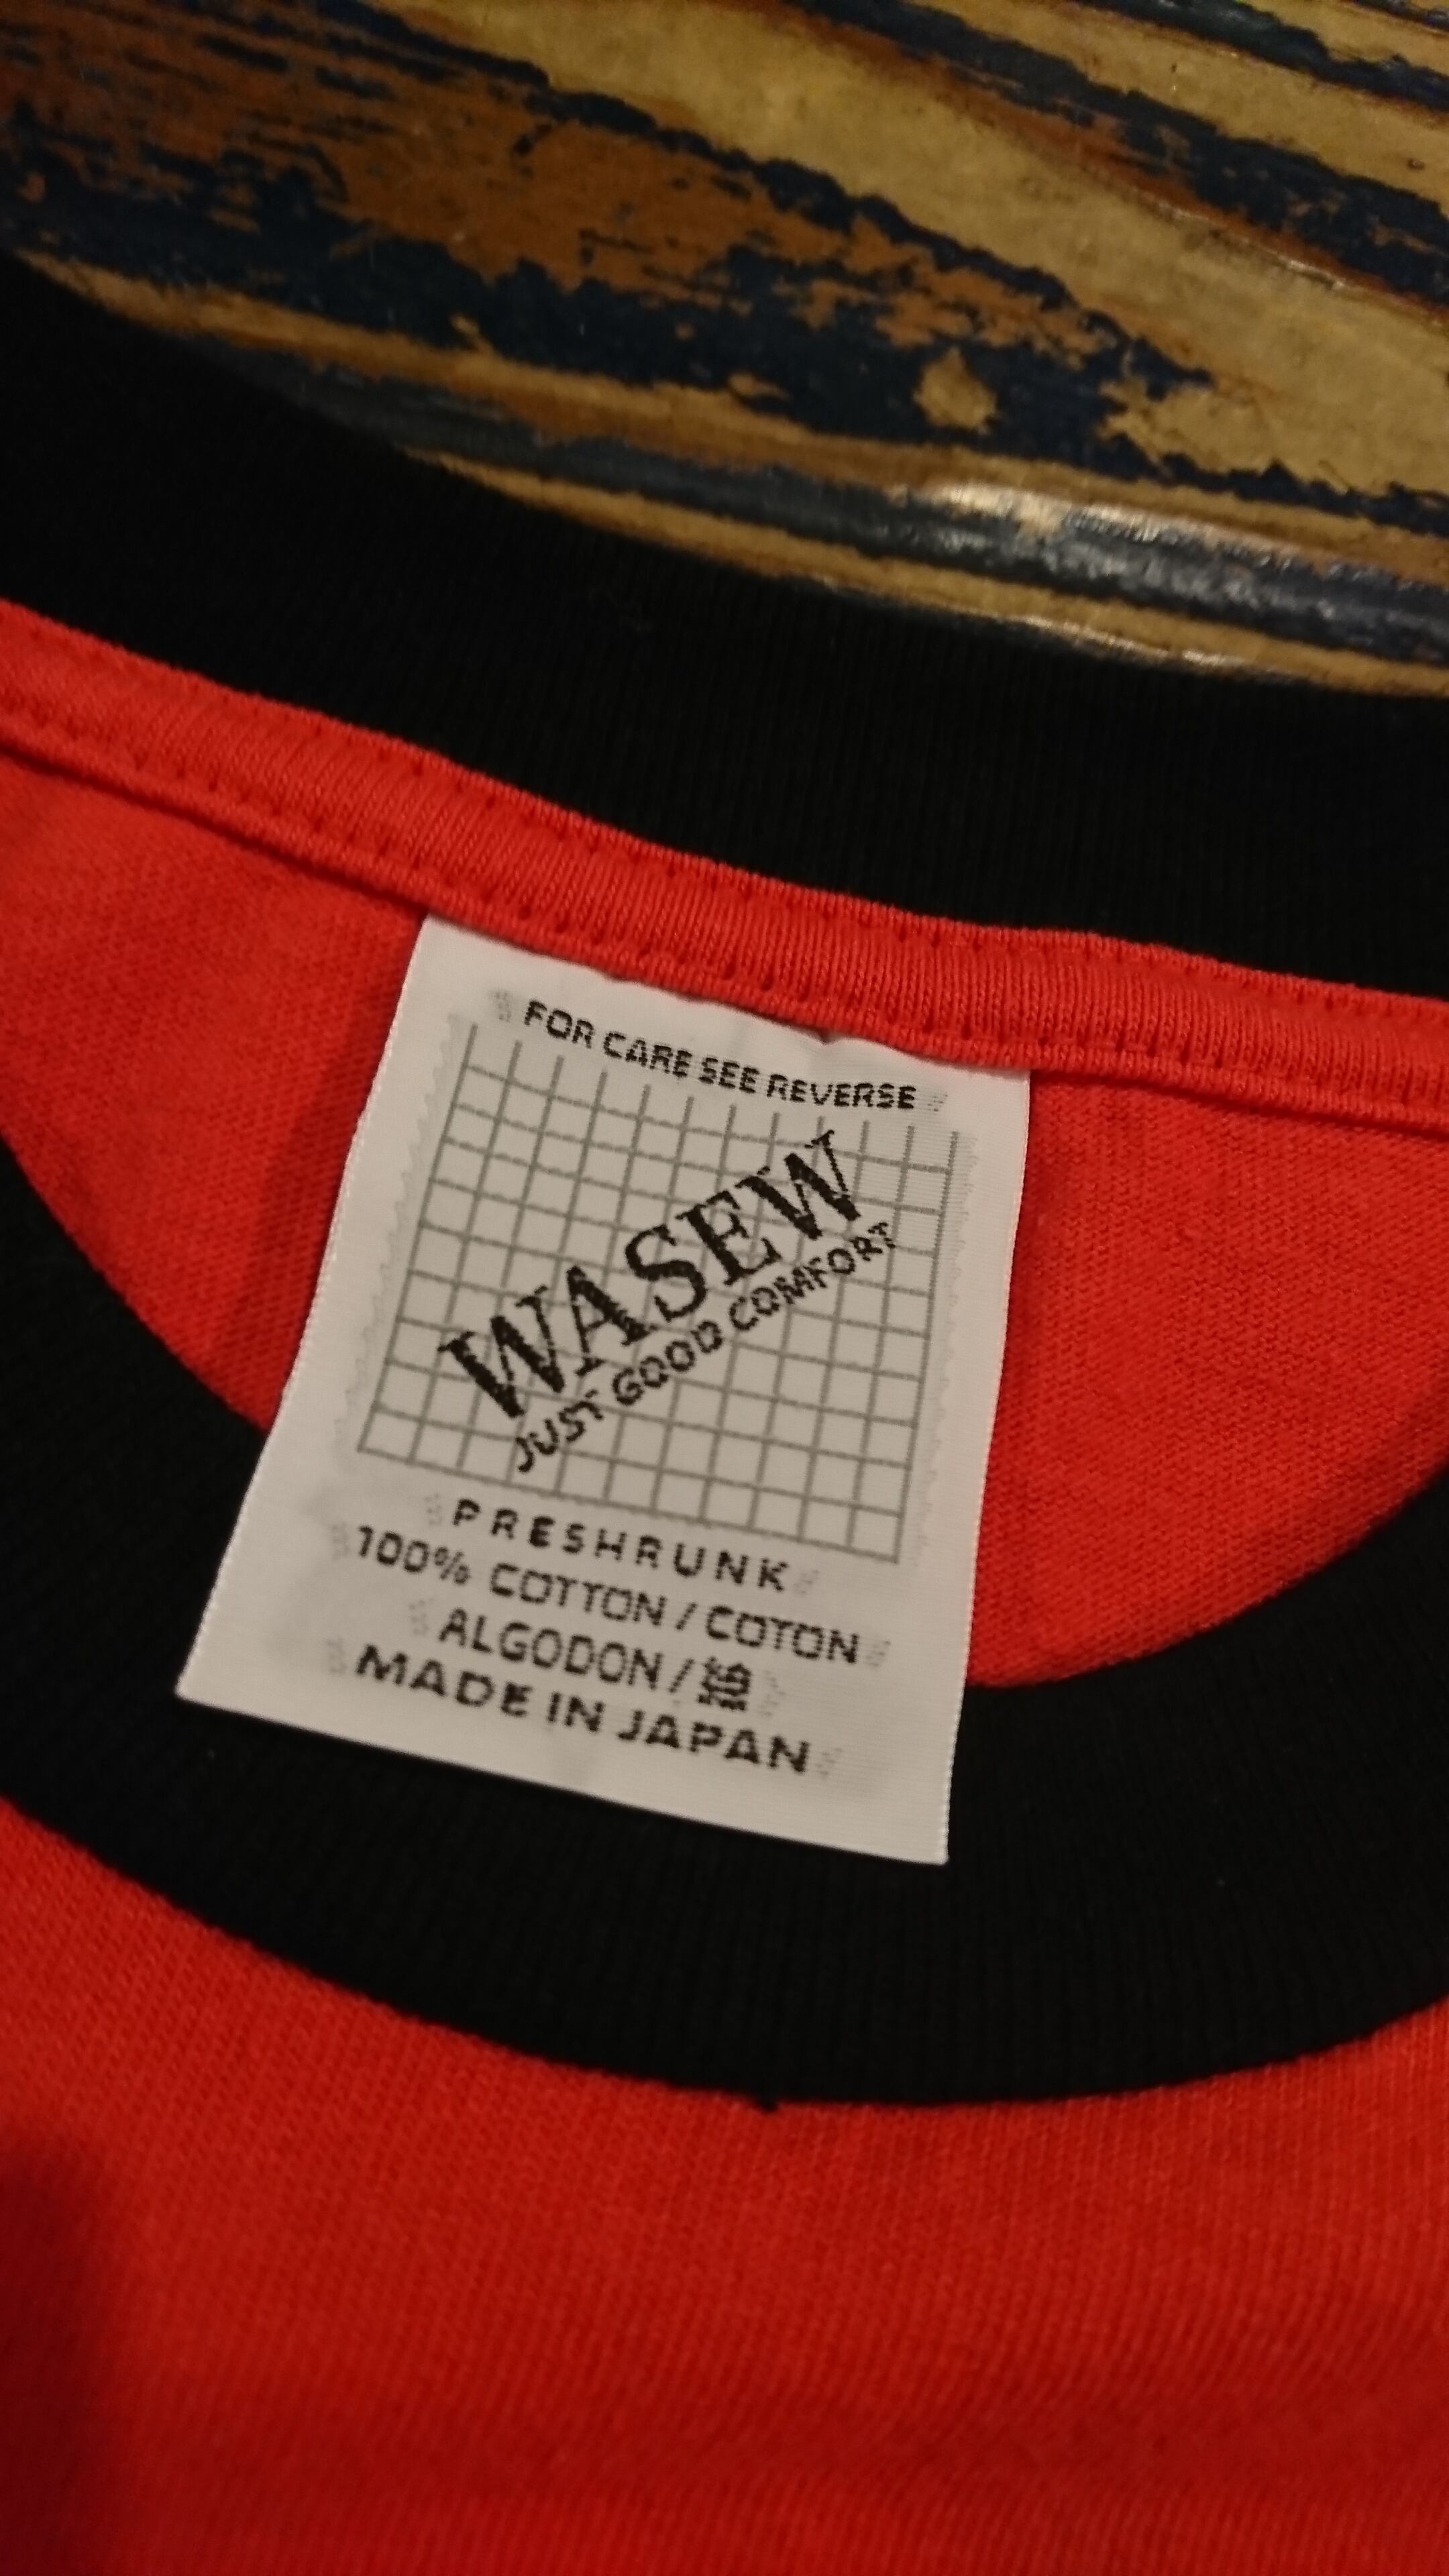 FOR CARE SEE REVERSE
WASEW
JUST GOOD COMFORT
PRESHRUNK
100% COTTON / COTON
ALGODON / 綿
MADE IN JAPAN